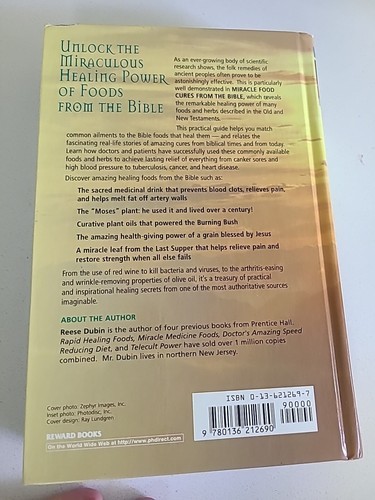 UNLOCK THE
MIRACULOUS
HEALING POWER
OF FOODS
FROM THE BIBLE
As an ever-growing body of scientific
research shows, the folk remedies of
ancient peoples often prove to be
astonishingly effective. This is particularly
well demonstrated in MIRACLE FOOD
CURES FROM THE BIBLE, which reveals
the remarkable healing power of many
foods and herbs described in the Old and
New Testaments.
This practical guide helps you match
common ailments to the Bible foods that heal them — and relates the
fascinating real-life stories of amazing cures from biblical times and from today.
Learn how doctors and patients have successfully used these commonly available
foods and herbs to achieve lasting relief of everything from canker sores and
high blood pressure to tuberculosis, cancer, and heart disease.
Discover amazing healing foods from the Bible such as:
The sacred medicinal drink that prevents blood clots, relieves pain,
and helps melt fat off artery walls
The "Moses" plant: he used it and lived over a century!
Curative plant oils that powered the Burning Bush
The amazing health-giving power of a grain blessed by Jesus
A miracle leaf from the Last Supper that helps relieve pain and
restore strength when all else fails
From the use of red wine to kill bacteria and viruses, to the arthritis-easing
and wrinkle-removing properties of olive oil, it's a treasury of practical
and inspirational healing secrets from one of the most authoritative sources
imaginable.
ABOUT THE AUTHOR
Reese Dubin is the author of four previous books from Prentice Hall.
Rapid Healing Foods, Miracle Medicine Foods, Doctor's Amazing Speed
Reducing Diet, and Telecult Power have sold over 1 million copies
combined. Mr. Dubin lives in northern New Jersey.
Cover photo: Zephyr Images, Inc.
Inset photo: Photodisc, Inc.
Cover design: Ray Lundgren
REWARD BOOKS
On the World Wide Web at http://www.phdirect.com
ISBN 0-13-621269-7
90000
9 780136 212690